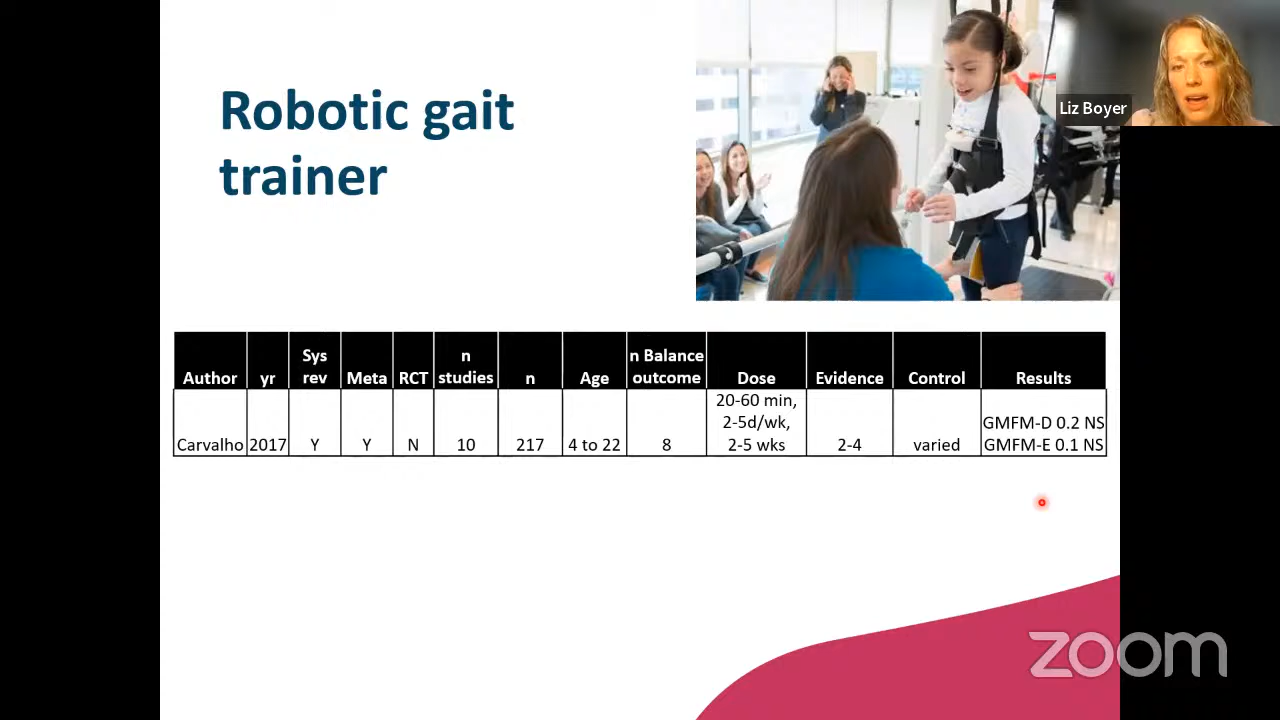 Robotic gait
trainer
Liz Boyer
Author yr Sys rev Meta RCT n studies n Age n Balance outcome Dose Evidence Control Results
Carvalho 2017 Y Y N 10 217 4 to 22 8 20-60 min, 2-5d/wk, 2-5 wks 2-4 varied GMFM-D 0.2 NS GMFM-E 0.1 NS
zoom